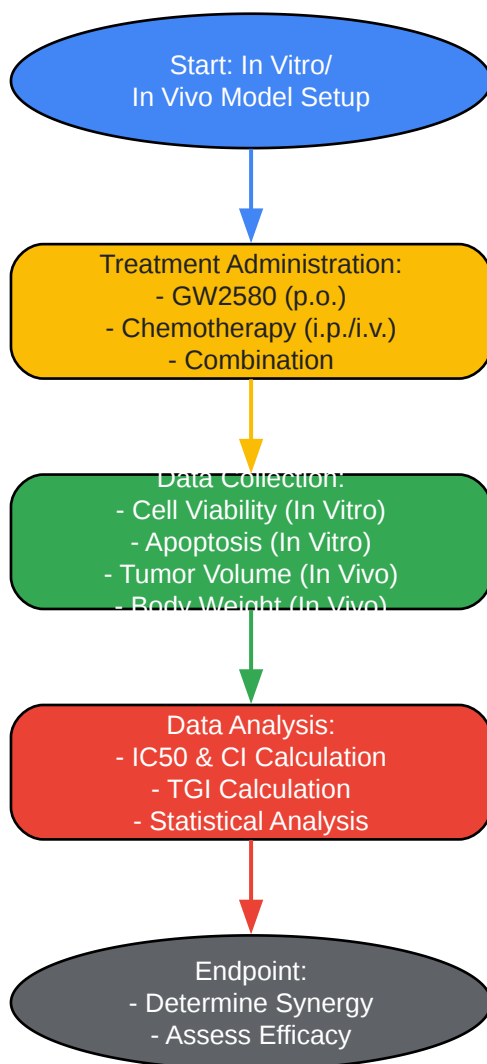 Start: In Vitro/
In Vivo Model Setup
Treatment Administration:
- GW2580 (p.o.)
- Chemotherapy (i.p./i.v.)
- Combination
Data Collection:
- Cell Viability (In Vitro)
- Apoptosis (In Vitro)
- Tumor Volume (In Vivo)
- Body Weight (In Vivo)
Data Analysis:
- IC50 & CI Calculation
- TGI Calculation
- Statistical Analysis
Endpoint:
- Determine Synergy
- Assess Efficacy